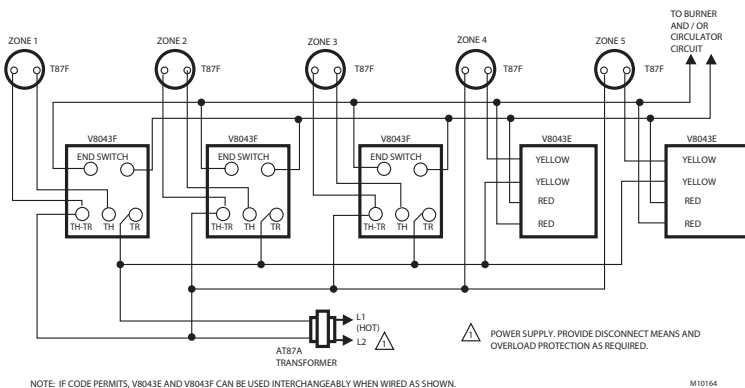 ZONE 1
ZONE 2
ZONE 3
ZONE 4
ZONE 5
TO BURNER
AND / OR
CIRCULATOR
CIRCUIT
T87F
T87F
T87F
T87F
T87F
V8043F
V8043F
V8043F
V8043E
V8043E
END SWITCH
TH-TR TH TR
END SWITCH
TH-TR TH TR
END SWITCH
TH-TR TH TR
YELLOW
YELLOW
RED
RED
YELLOW
YELLOW
RED
RED
L1
(HOT)
L2
1
AT87A
TRANSFORMER
1
POWER SUPPLY. PROVIDE DISCONNECT MEANS AND
OVERLOAD PROTECTION AS REQUIRED.
NOTE: IF CODE PERMITS, V8043E AND V8043F CAN BE USED INTERCHANGEABLY WHEN WIRED AS SHOWN.
M10164